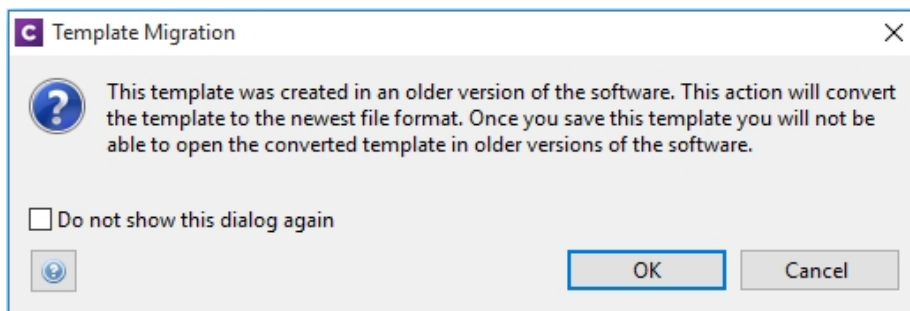 C Template Migration
This template was created in an older version of the software. This action will convert
the template to the newest file format. Once you save this template you will not be
able to open the converted template in older versions of the software.
Do not show this dialog again
OK Cancel